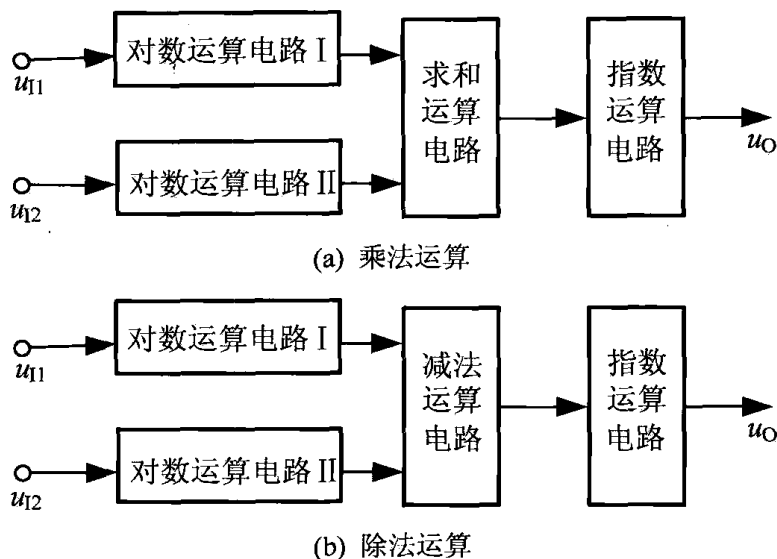 对数运算电路 I
u_I1
求和
运算
电路
指数
运算
电路
u_O
对数运算电路 II
u_I2
(a) 乘法运算
对数运算电路 I
u_I1
减法
运算
电路
指数
运算
电路
u_O
对数运算电路 II
u_I2
(b) 除法运算